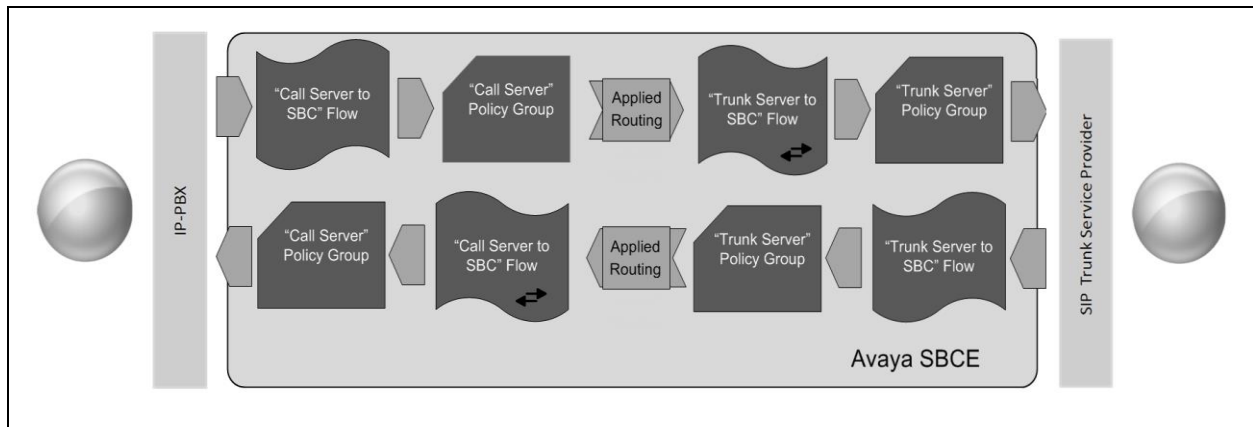 IP-PBX
“Call Server to
SBC” Flow
“Call Server”
Policy Group
Applied
Routing
“Trunk Server to
SBC” Flow
“Trunk Server”
Policy Group
“Call Server”
Policy Group
“Call Server to
SBC” Flow
Applied
Routing
“Trunk Server”
Policy Group
“Trunk Server to
SBC” Flow
Avaya SBCE
SIP Trunk Service Provider